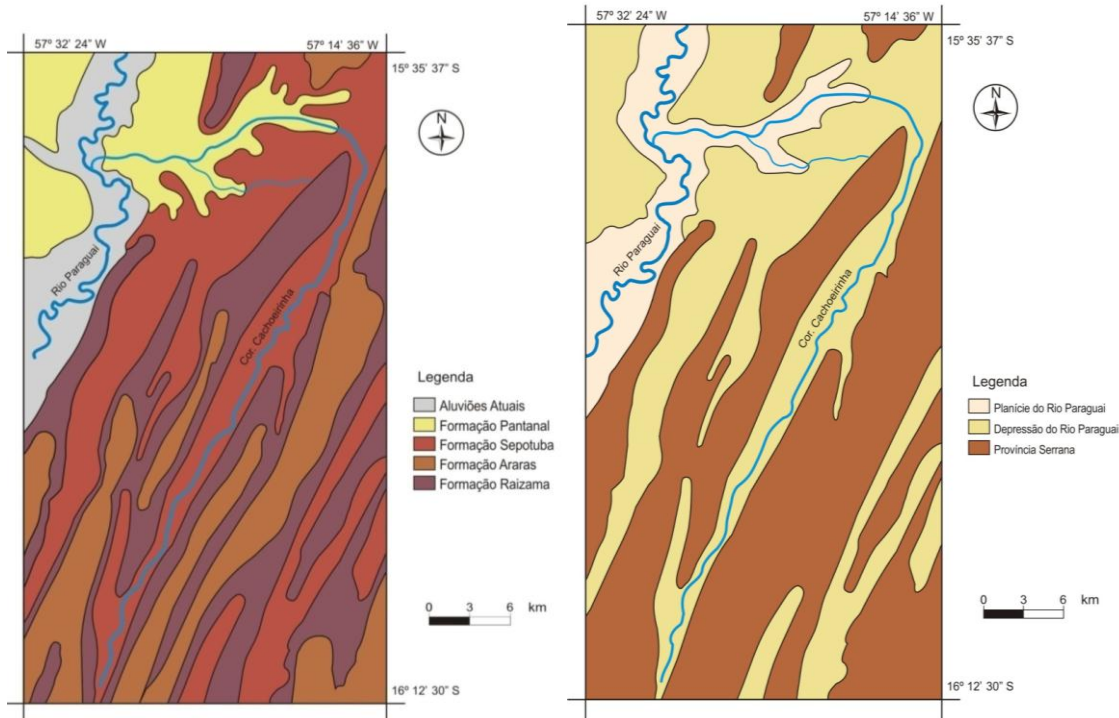 57º 32’ 24” W
57º 14’ 36” W
15º 35’ 37” S
N
Rio Paraguai
Cor. Cachoeirinha
Legenda
Aluviões Atuais
Formação Pantanal
Formação Sepotuba
Formação Araras
Formação Raizama
0 3 6 km
16º 12’ 30” S
57º 32’ 24” W
57º 14’ 36” W
15º 35’ 37” S
N
Rio Paraguai
Cor. Cachoeirinha
Legenda
Planície do Rio Paraguai
Depressão do Rio Paraguai
Província Serrana
0 3 6 km
16º 12’ 30” S